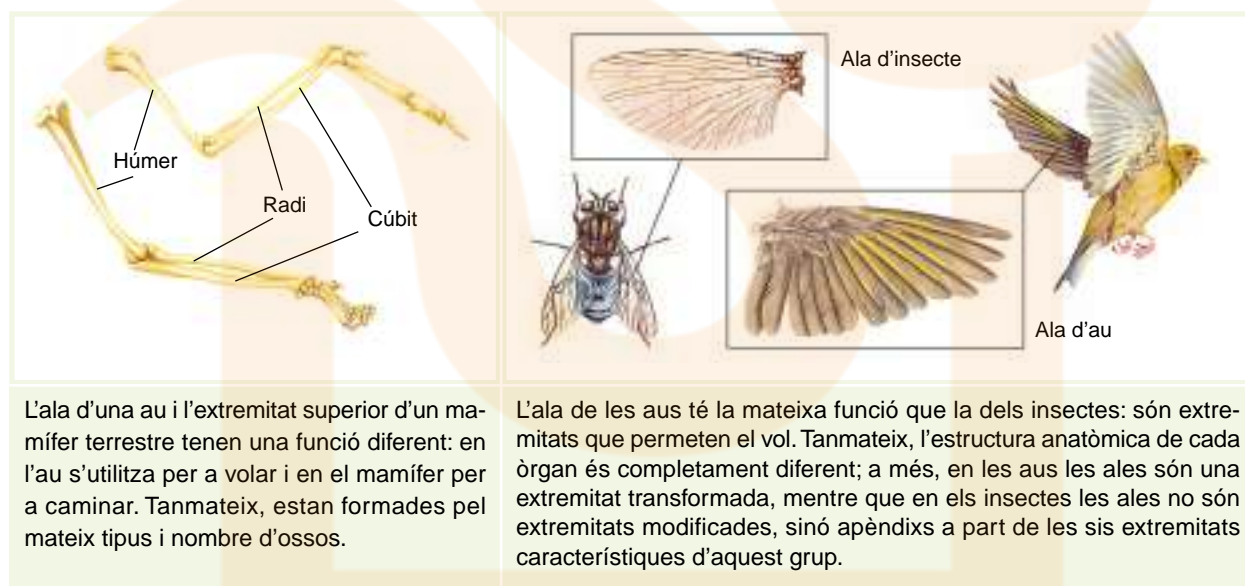 Húmer
Radi
Cúbit
Ala d’insecte
Ala d’au
L’ala d’una au i l’extremitat superior d’un ma-
mífer terrestre tenen una funció diferent: en
l’au s’utilitza per a volar i en el mamífer per
a caminar. Tanmateix, estan formades pel
mateix tipus i nombre d’ossos.
L’ala de les aus té la mateixa funció que la dels insectes: són extre-
mitats que permeten el vol. Tanmateix, l’estructura anatòmica de cada
òrgan és completament diferent; a més, en les aus les ales són una
extremitat transformada, mentre que en els insectes les ales no són
extremitats modificades, sinó apèndixs a part de les sis extremitats
característiques d’aquest grup.